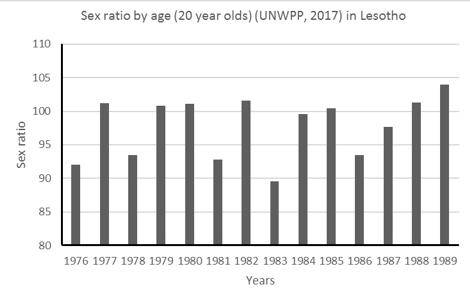 Sex ratio by age (20 year olds) (UNWPP, 2017) in Lesotho
110
105
100
95
90
85
80
Sex ratio
1976 1977 1978 1979 1980 1981 1982 1983 1984 1985 1986 1987 1988 1989
Years